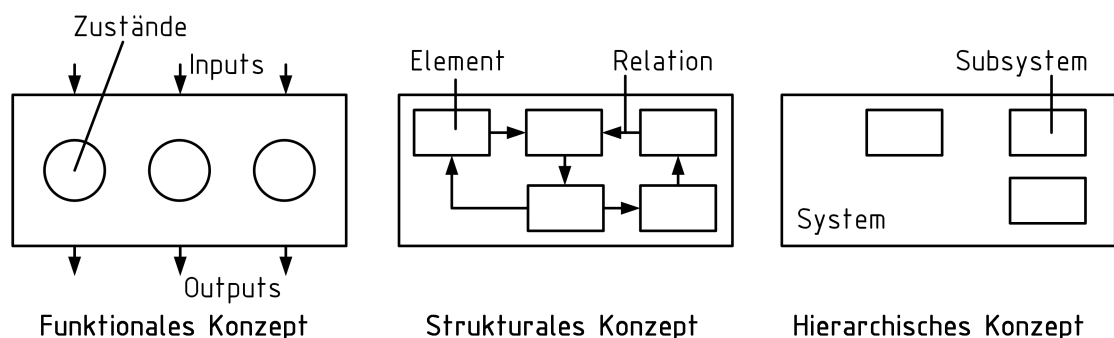 Zustände
Inputs
Outputs
Funktionales Konzept
Element
Relation
Strukturales Konzept
Subsystem
System
Hierarchisches Konzept